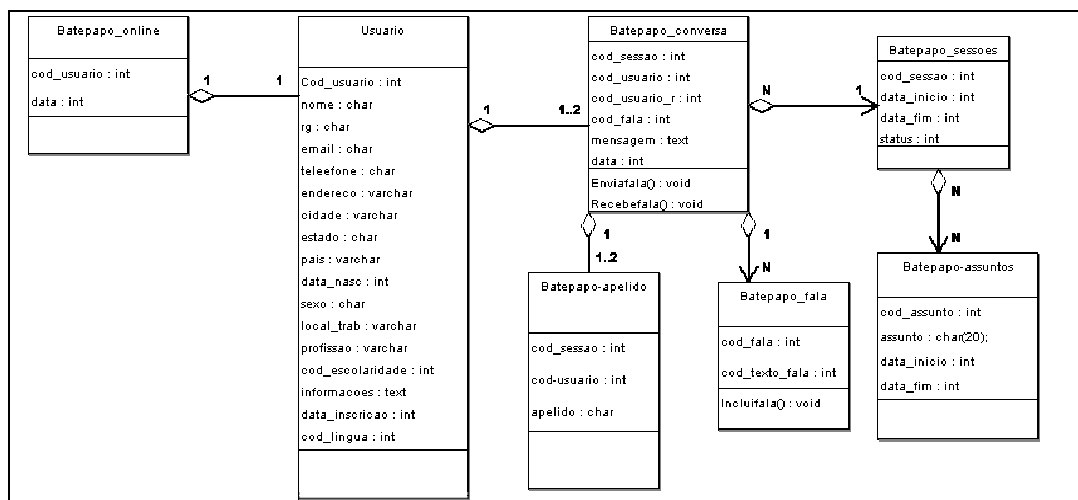 Batepapo_online
cod_usuario : int
data : int
1
1
Usuario
Cod_usuario : int
nome : char
rg : char
email : char
teleefone : char
endereco : varchar
cidade : varchar
estado : char
pais : varchar
data_nasc : int
sexo : char
local_trab : varchar
profissao : varchar
cod_escolaridade : int
informacoes : text
data_inscricao : int
cod_lingua : int
1
1..2
Batepapo_conversa
cod_sessao : int
cod_usuario : int
cod_usuario_r : int
cod_fala : int
mensagem : text
data : int
Enviafala() : void
Recebefala() : void
N
1
Batepapo_sessoes
cod_sessao : int
data_inicio : int
data_fim : int
status : int
1
1..2
Batepapo-apelido
cod_sessao : int
cod-usuario : int
apelido : char
1
N
Batepapo_fala
cod_fala : int
cod_texto_fala : int
Incluifala() : void
N
N
Batepapo-assuntos
cod_assunto : int
assunto : char(20);
data_inicio : int
data_fim : int